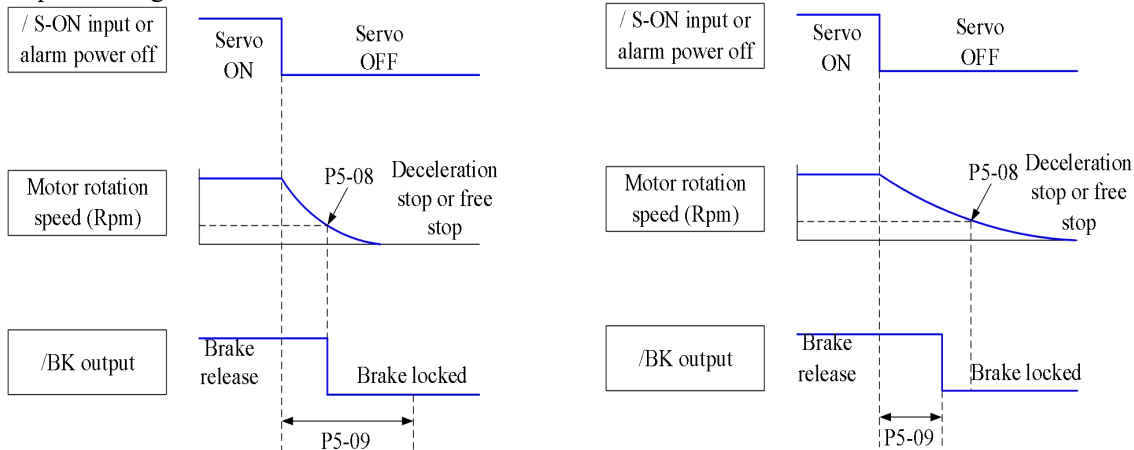 / S-ON input or
alarm power off
Servo
ON
Servo
OFF
Motor rotation
speed (Rpm)
P5-08
Deceleration
stop or free
stop
/BK output
Brake
release
Brake locked
P5-09
/ S-ON input or
alarm power off
Servo
ON
Servo
OFF
Motor rotation
speed (Rpm)
P5-08
Deceleration
stop or free
stop
/BK output
Brake
release
Brake locked
P5-09